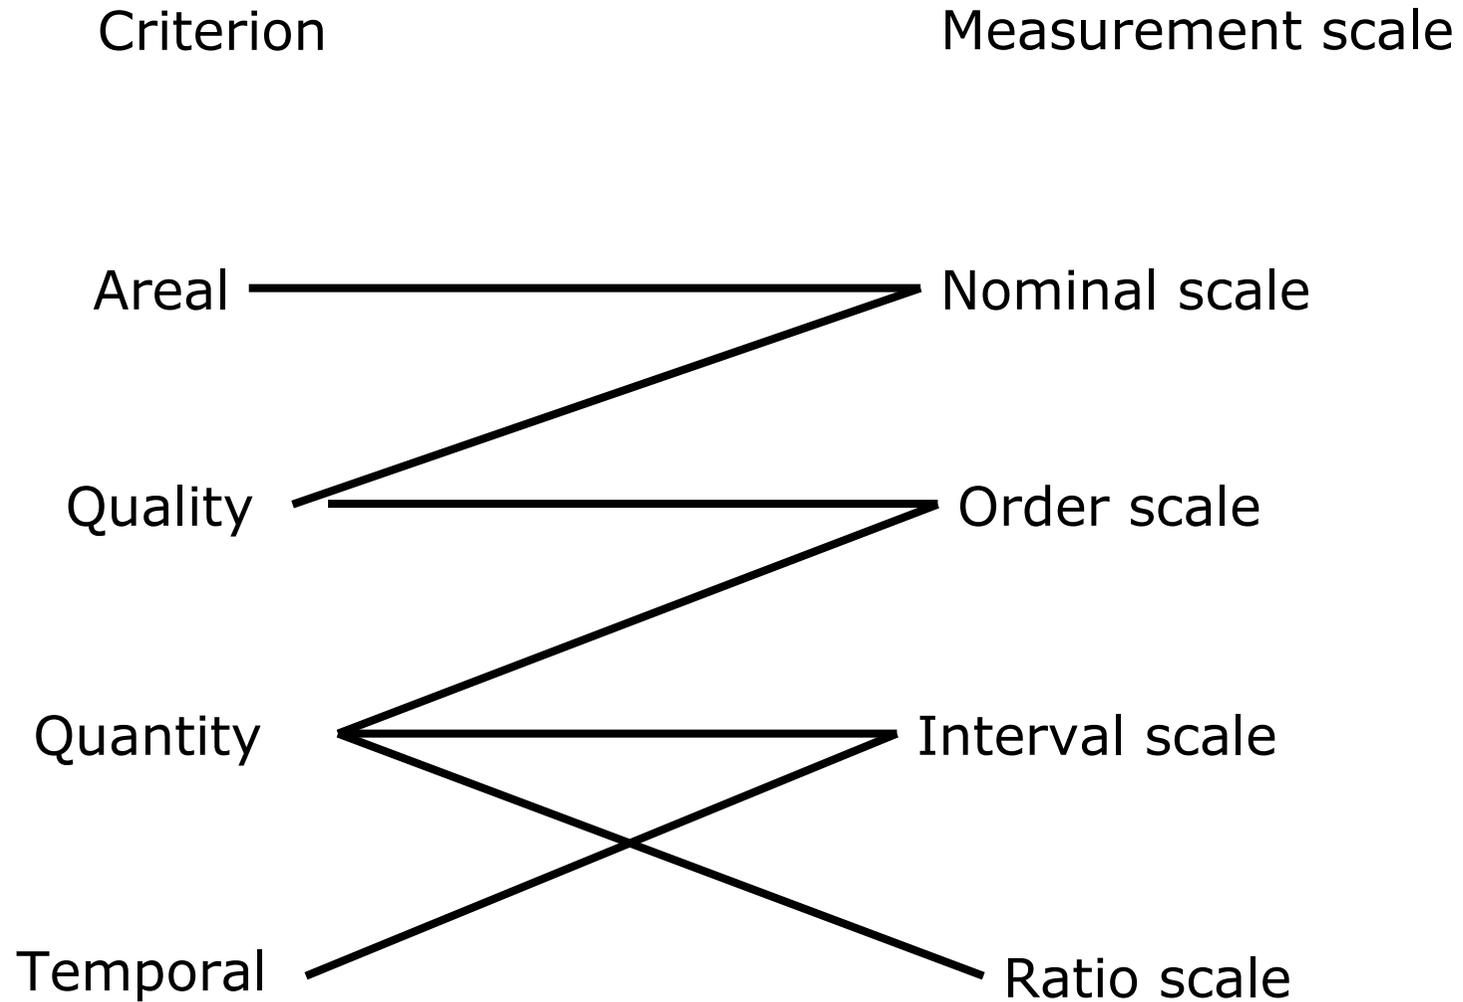 Criterion
Measurement scale
Areal
Nominal scale
Quality
Order scale
Quantity
Interval scale
Temporal
Ratio scale